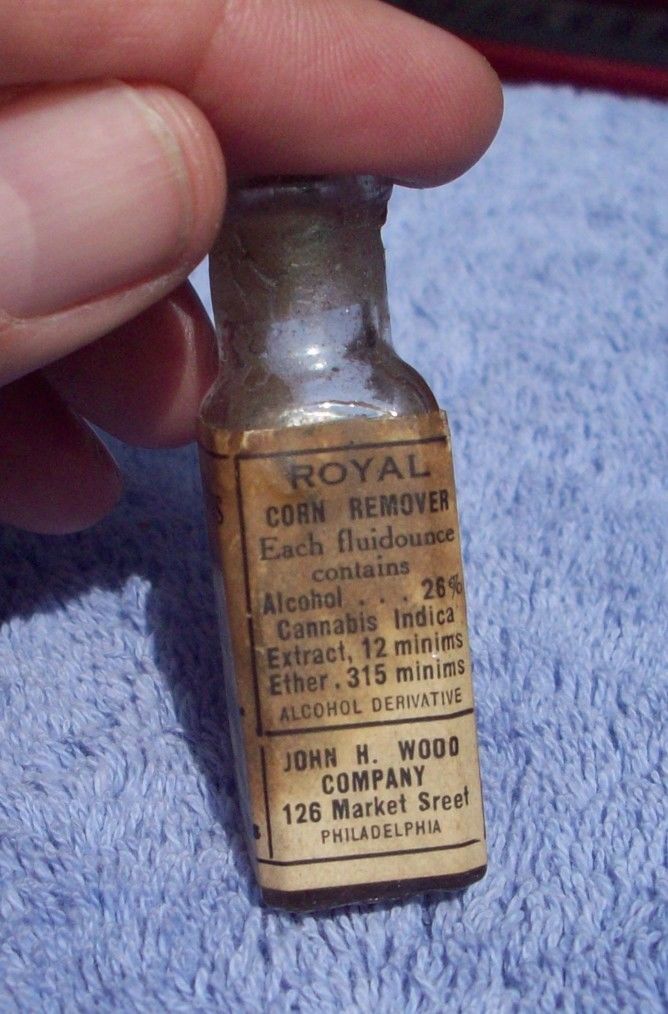 ROYAL
CORN REMOVER
Each fluidounce
contains
Alcohol . . . 26%
Cannabis Indica
Extract, 12 minims
Ether . 315 minims
ALCOHOL DERIVATIVE
JOHN H. WOOD
COMPANY
126 Market Sreet
PHILADELPHIA